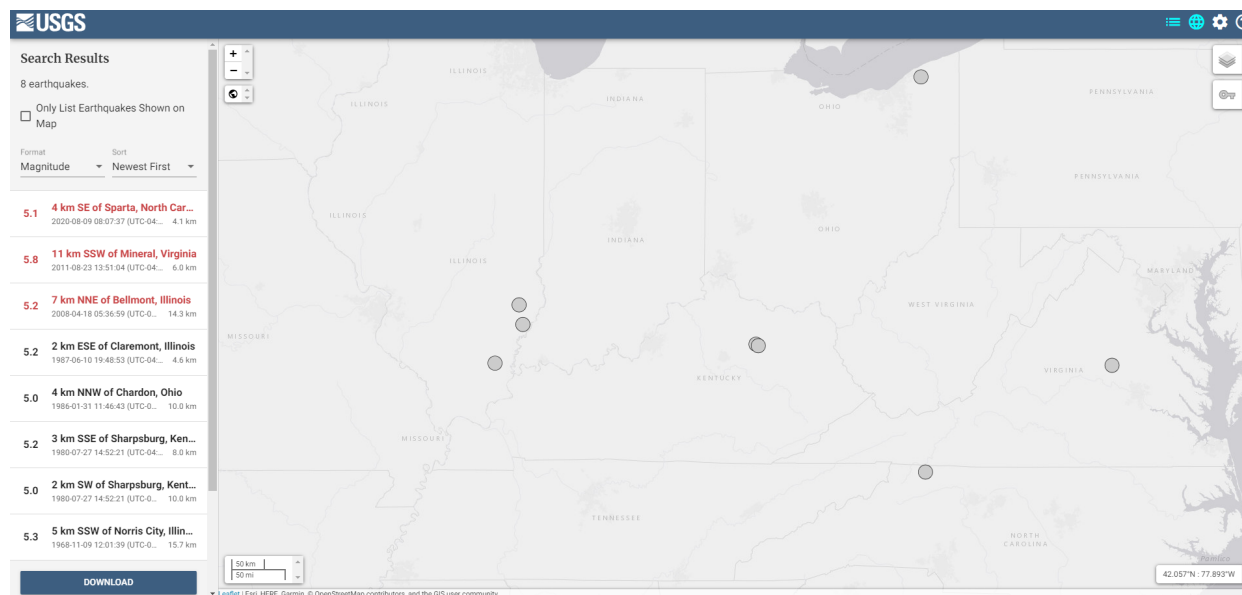 USGS
Search Results
8 earthquakes.
Only List Earthquakes Shown on
Map
Format
Magnitude
Sort
Newest First
5.1
4 km SE of Sparta, North Car...
2020-08-09 08:07:37 (UTC-04:... 4.1 km
5.8
11 km SSW of Mineral, Virginia
2011-08-23 13:51:04 (UTC-04:... 6.0 km
5.2
7 km NNE of Bellmont, Illinois
2008-04-18 05:36:59 (UTC-0... 14.3 km
5.2
2 km ESE of Claremont, Illinois
1987-06-10 19:48:53 (UTC-04:... 4.6 km
5.0
4 km NNW of Chardon, Ohio
1986-01-31 11:46:43 (UTC-0... 10.0 km
5.2
3 km SSE of Sharpsburg, Ken...
1980-07-27 14:52:21 (UTC-04:... 8.0 km
5.0
2 km SW of Sharpsburg, Kent...
1980-07-27 14:52:21 (UTC-0... 10.0 km
5.3
5 km SSW of Norris City, Illin...
1968-11-09 12:01:39 (UTC-0... 15.7 km
DOWNLOAD
+
−
ILLINOIS
ILLINOIS
INDIANA
OHIO
PENNSYLVANIA
PENNSYLVANIA
ILLINOIS
INDIANA
OHIO
ILLINOIS
MARYLAND
WEST VIRGINIA
MISSOURI
KENTUCKY
VIRGINIA
MISSOURI
TENNESSEE
NORTH
CAROLINA
Pamlico
50 km
50 mi
42.057°N : 77.893°W
Leaflet | Esri, HERE, Garmin, © OpenStreetMap contributors, and the GIS user community